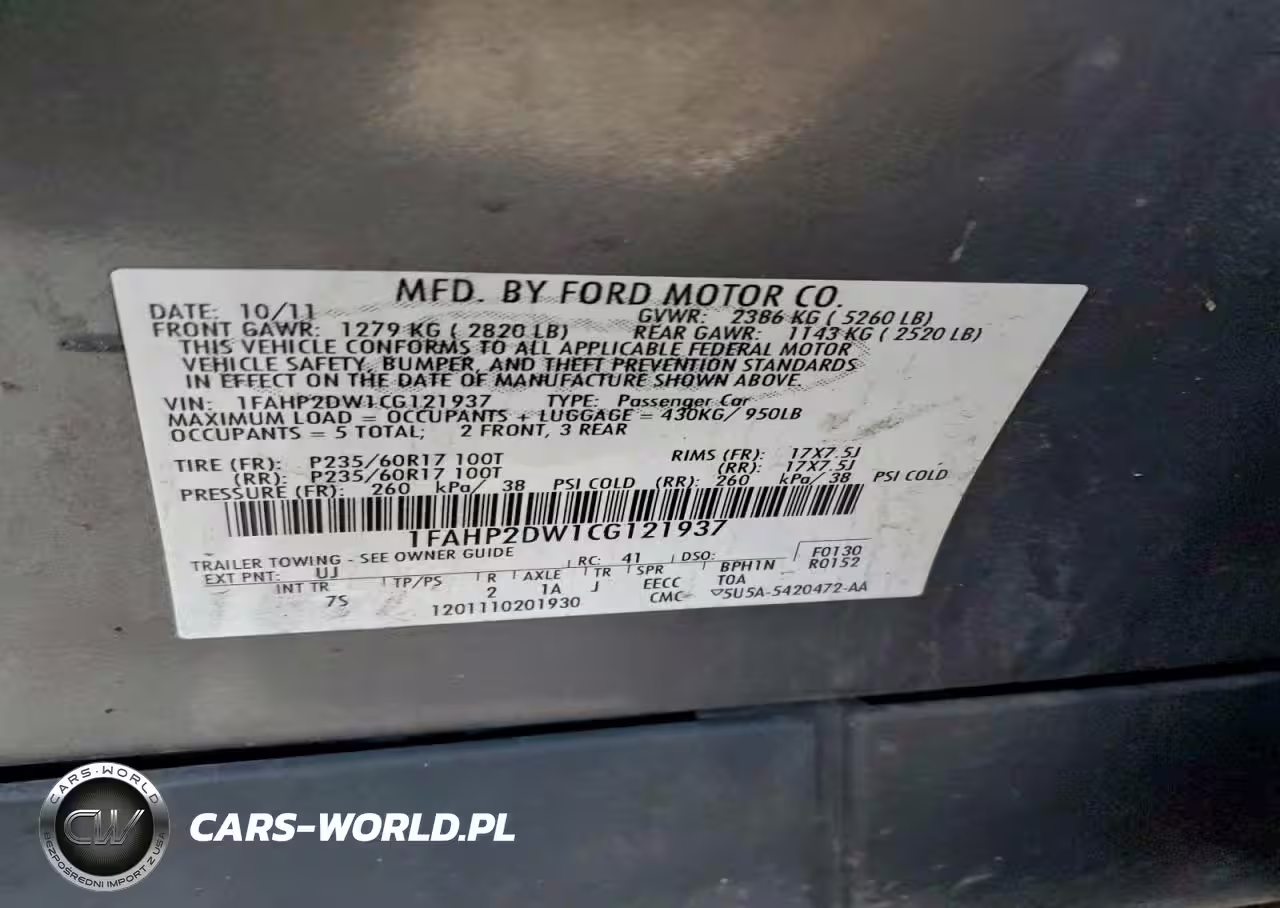 MFD. BY FORD MOTOR CO.
DATE: 10/11 GVWR: 2386 KG ( 5260 LB)
FRONT GAWR: 1279 KG ( 2820 LB) REAR GAWR: 1143 KG ( 2520 LB)
THIS VEHICLE CONFORMS TO ALL APPLICABLE FEDERAL MOTOR
VEHICLE SAFETY, BUMPER, AND THEFT PREVENTION STANDARDS
IN EFFECT ON THE DATE OF MANUFACTURE SHOWN ABOVE.
VIN: 1FAHP2DW1CG121937 TYPE: Passenger Car
MAXIMUM LOAD = OCCUPANTS + LUGGAGE = 430KG/ 950LB
OCCUPANTS = 5 TOTAL; 2 FRONT, 3 REAR
TIRE (FR): P235/60R17 100T RIMS (FR): 17X7.5J
(RR): P235/60R17 100T (RR): 17X7.5J
PRESSURE (FR): 260 kPa/ 38 PSI COLD (RR): 260 kPa/ 38 PSI COLD
1FAHP2DW1CG121937
TRAILER TOWING - SEE OWNER GUIDE
EXT PNT: UJ RC: 41 DSO: F0130
INT TR TP/PS R AXLE TR SPR BPH1N R0152
7S 2 1A J EECC T0A
1201110201930 CMC ▽5U5A-5420472-AA
CARS-WORLD
CW
BEZPOŚREDNI IMPORT Z USA
CARS-WORLD.PL